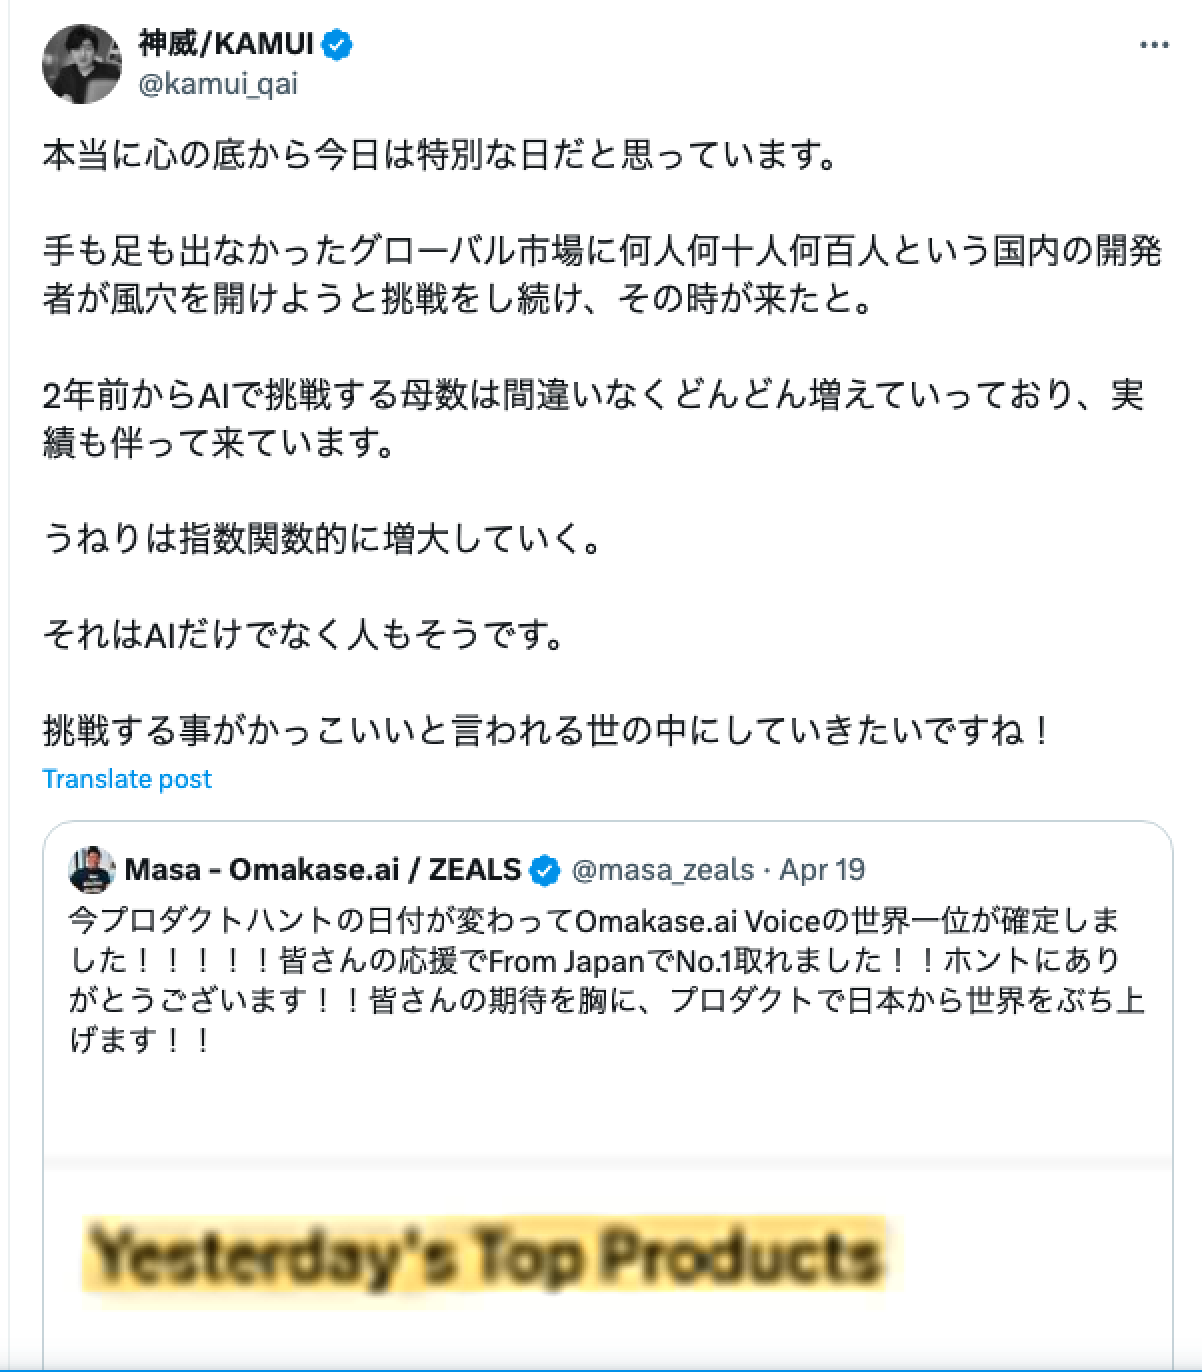 神威/KAMUI
@kamui_qai
本当に心の底から今日は特別な日だと思っています。
手も足も出なかったグローバル市場に何人何十人何百人という国内の開発
者が風穴を開けようと挑戦をし続け、その時が来たと。
2年前からAIで挑戦する母数は間違いなくどんどん増えていっており、実
績も伴って来ています。
うねりは指数関数的に増大していく。
それはAIだけでなく人もそうです。
挑戦する事がかっこいいと言われる世の中にしていきたいですね！
Translate post
Masa - Omakase.ai / ZEALS @masa_zeals · Apr 19
今プロダクトハントの日付が変わってOmakase.ai Voiceの世界一位が確定しま
した！！！！！皆さんの応援でFrom JapanでNo.1取れました！！ホントにあり
がとうございます！！皆さんの期待を胸に、プロダクトで日本から世界をぶち上
げます！！
Yesterday's Top Products